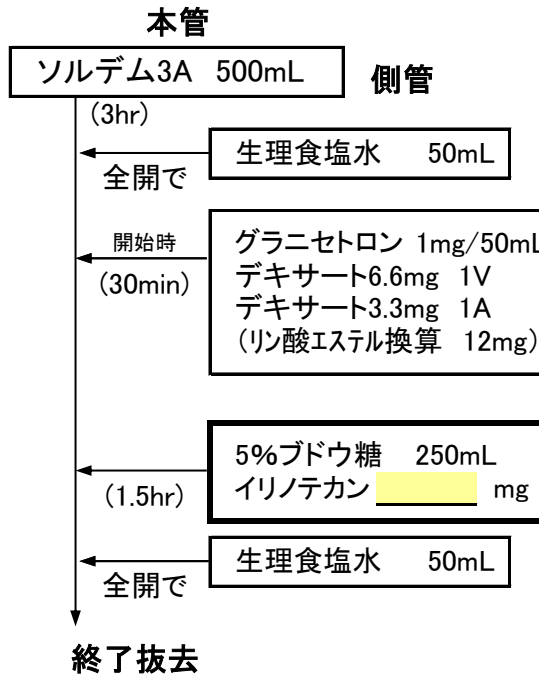 本管
ソルデム3A 500mL
側管
(3hr)
生理食塩水 50mL
全開で
開始時
(30min)
グラニセトロン 1mg/50mL
デキサート6.6mg 1V
デキサート3.3mg 1A
(リン酸エステル換算 12mg)
5%ブドウ糖 250mL
イリノテカン mg
(1.5hr)
生理食塩水 50mL
全開で
終了抜去